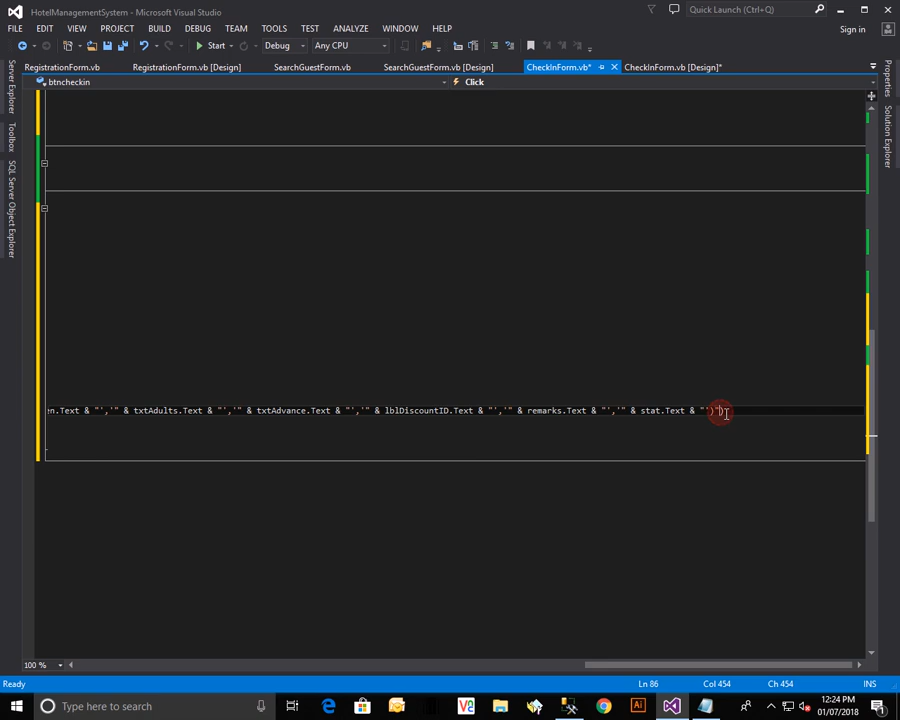 HotelManagementSystem - Microsoft Visual Studio
Quick Launch (Ctrl+Q)
FILE EDIT VIEW PROJECT BUILD DEBUG TEAM TOOLS TEST ANALYZE WINDOW HELP
Sign in
Start Debug Any CPU
RegistrationForm.vb RegistrationForm.vb [Design] SearchGuestForm.vb SearchGuestForm.vb [Design] CheckInForm.vb* CheckInForm.vb [Design]*
btncheckin Click
Server Explorer
Toolbox
SQL Server Object Explorer
Properties
Solution Explorer
en.Text & "','" & txtAdults.Text & "','" & txtAdvance.Text & "','" & lblDiscountID.Text & "','" & remarks.Text & "','" & stat.Text & "')")
100 %
Ready Ln 86 Col 454 Ch 454 INS
Type here to search
12:24 PM
01/07/2018